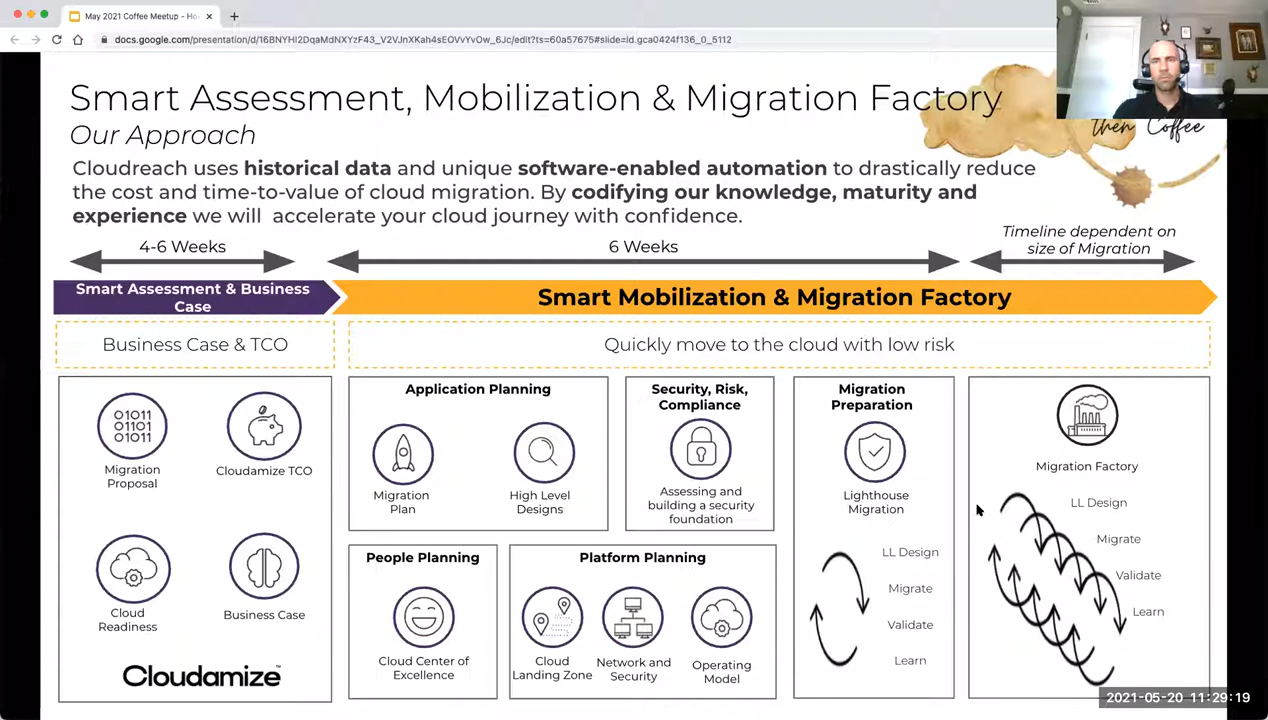 May 2021 Coffee Meetup - Ho
docs.google.com/presentation/d/16BNYHI2DqaMdNXYzF43_V2VJnXKah4sEOVvYvOw_6Jc/edit?ts=60a57675#slide=id.gca0424f136_0_5112
Smart Assessment, Mobilization & Migration Factory
Our Approach
then Coffee
Cloudreach uses historical data and unique software-enabled automation to drastically reduce
the cost and time-to-value of cloud migration. By codifying our knowledge, maturity and
experience we will accelerate your cloud journey with confidence.
4-6 Weeks
6 Weeks
Timeline dependent on
size of Migration
Smart Assessment & Business
Case
Smart Mobilization & Migration Factory
Business Case & TCO
Quickly move to the cloud with low risk
01011
01101
01011
Migration
Proposal
Cloudamize TCO
Cloud
Readiness
Business Case
Cloudamize™
Application Planning
Migration
Plan
High Level
Designs
Security, Risk,
Compliance
Assessing and
building a security
foundation
People Planning
Cloud Center of
Excellence
Platform Planning
Cloud
Landing Zone
Network and
Security
Operating
Model
Migration
Preparation
Lighthouse
Migration
LL Design
Migrate
Validate
Learn
Migration Factory
LL Design
Migrate
Validate
Learn
2021-05-20 11:29:19